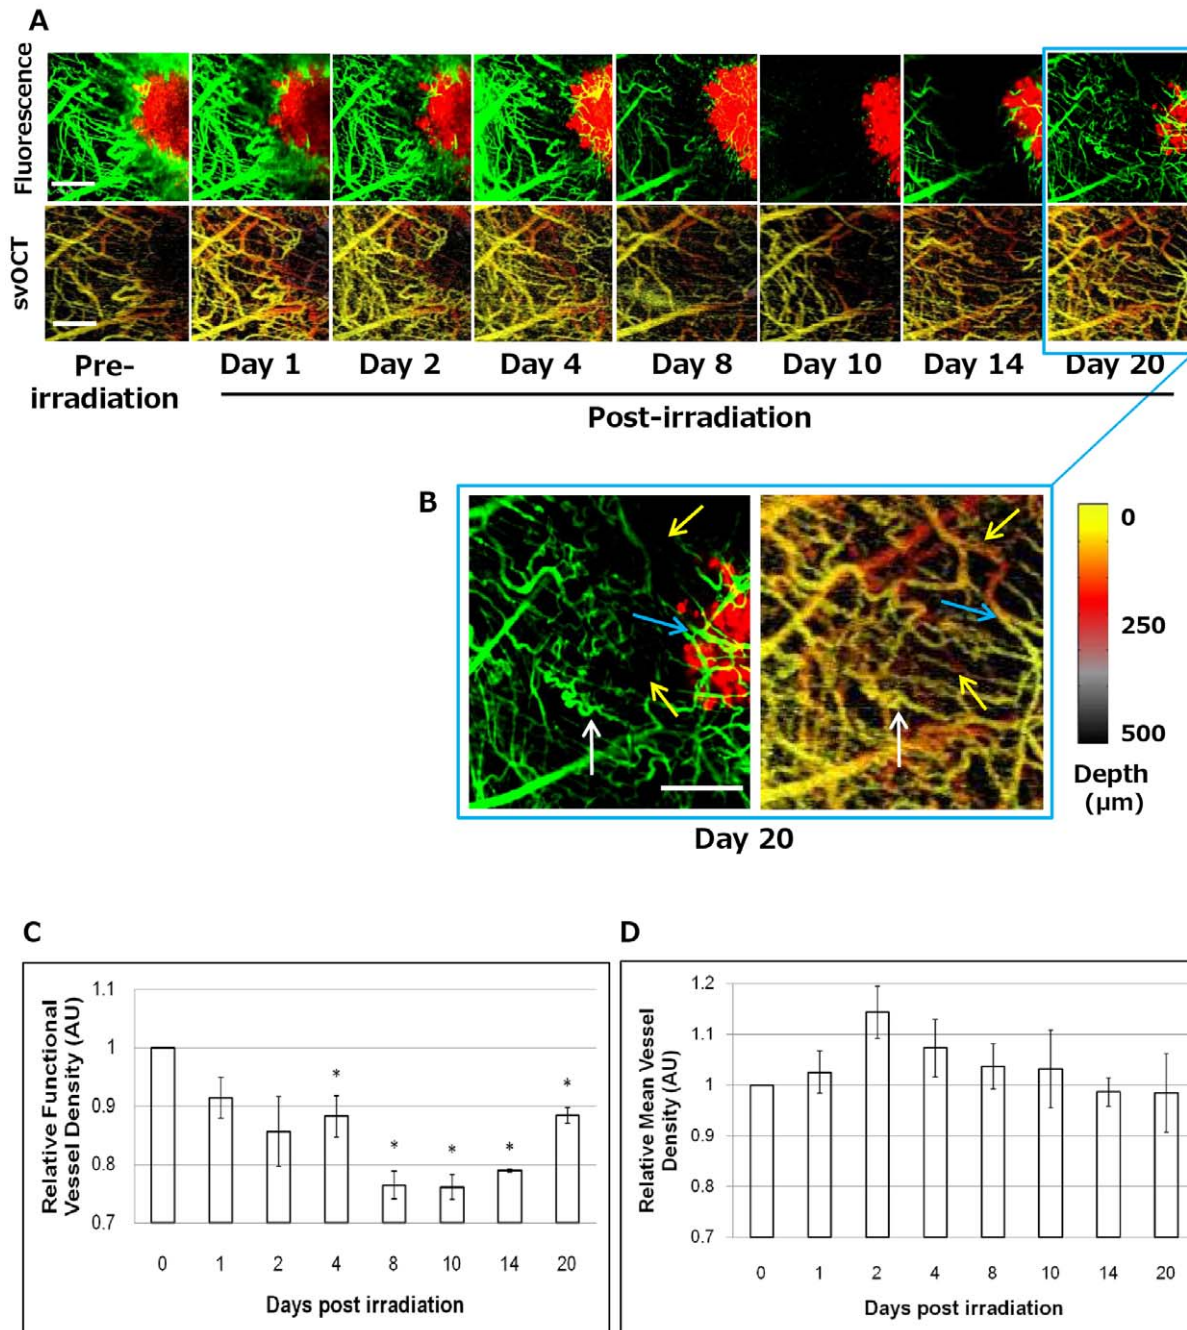 A
Fluorescence
svOCT
Pre-
irradiation
Day 1
Day 2
Day 4
Day 8
Day 10
Day 14
Day 20
Post-irradiation
B
0
250
500
Depth
(µm)
Day 20
C
Relative Functional
Vessel Density (AU)
1.1
1
0.9
0.8
0.7
*
*
*
*
*
0
1
2
4
8
10
14
20
Days post irradiation
D
Relative Mean Vessel
Density (AU)
1.2
1.1
1
0.9
0.8
0.7
0
1
2
4
8
10
14
20
Days post irradiation